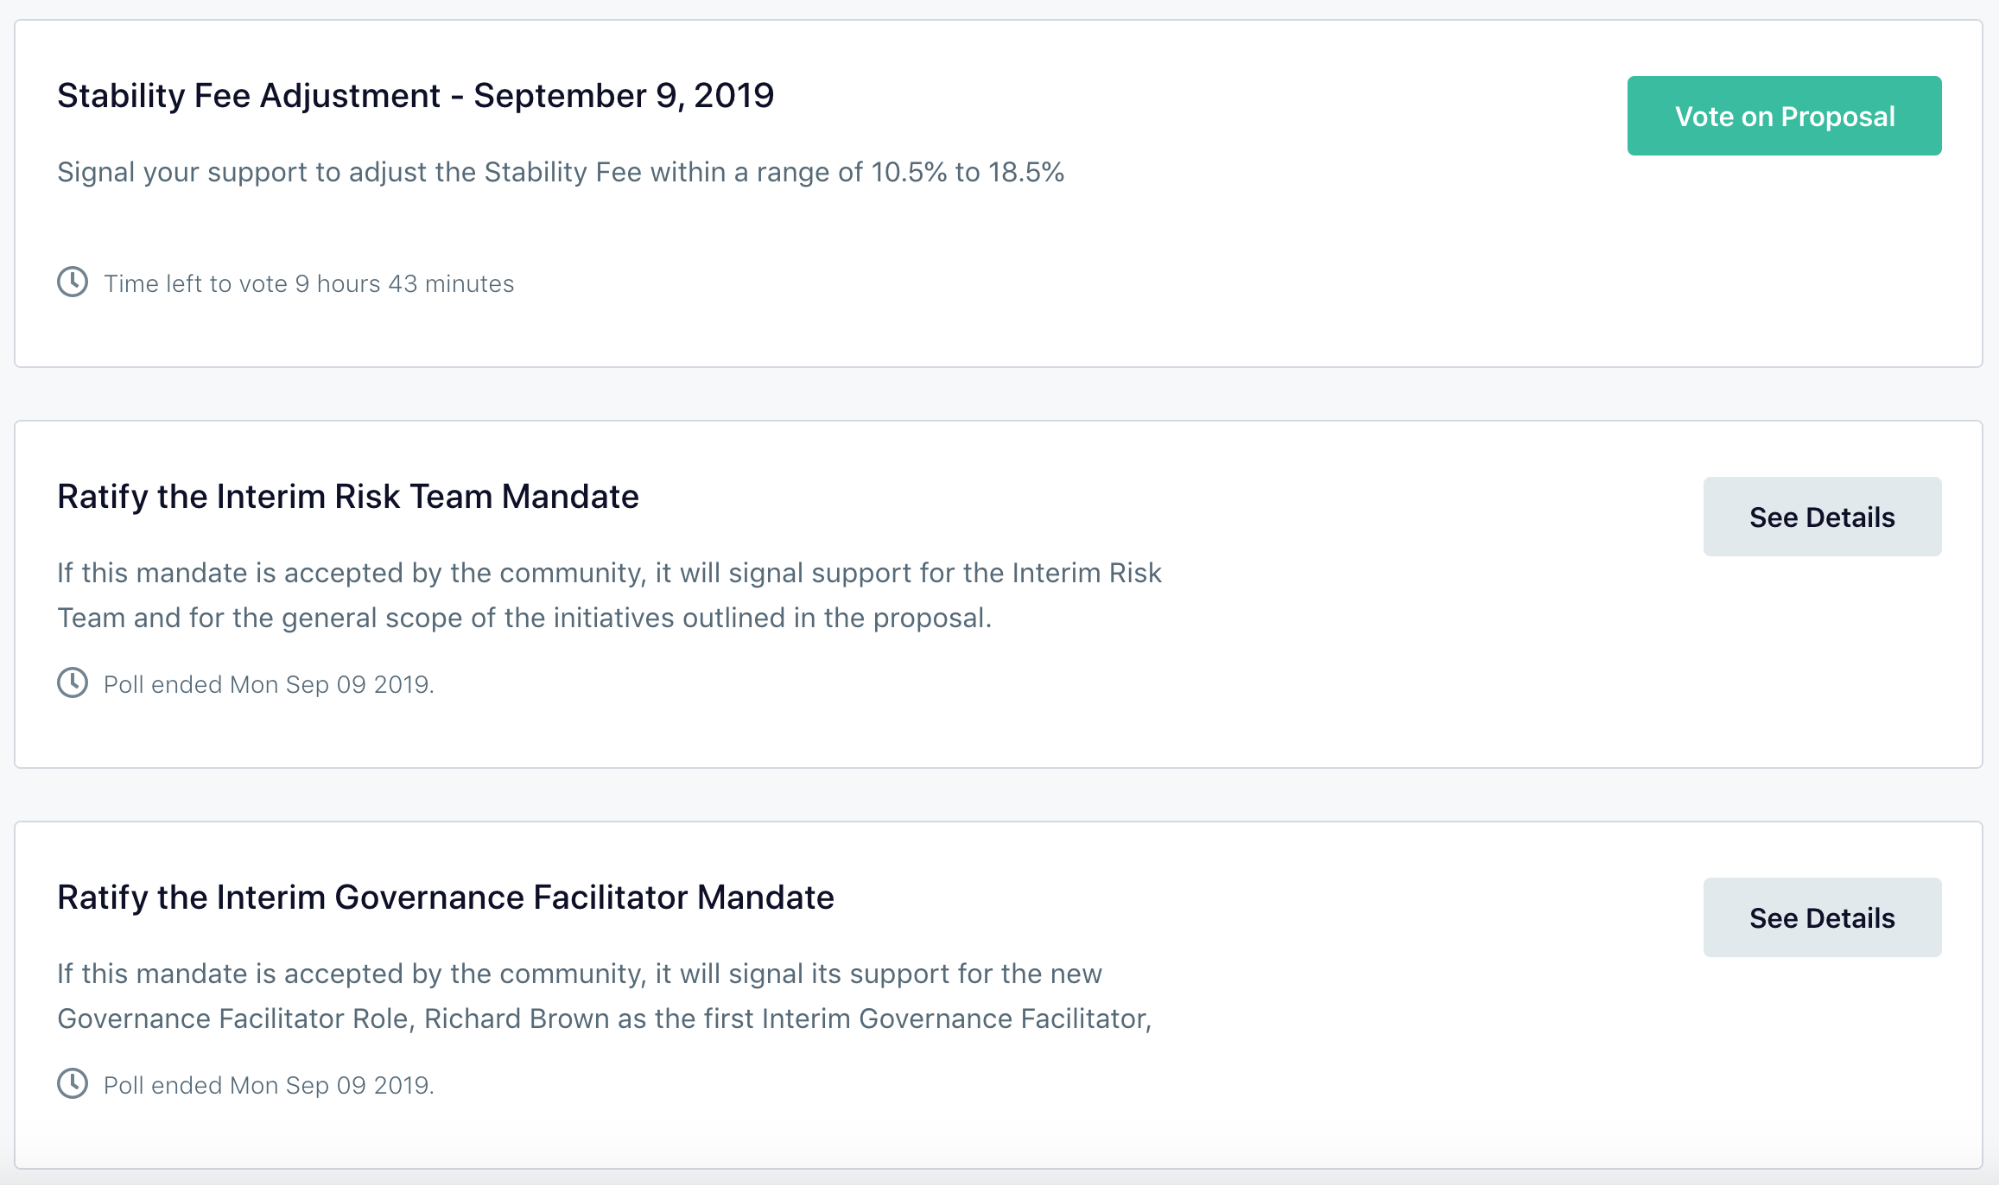 Stability Fee Adjustment - September 9, 2019
Vote on Proposal
Signal your support to adjust the Stability Fee within a range of 10.5% to 18.5%
Time left to vote 9 hours 43 minutes
Ratify the Interim Risk Team Mandate
See Details
If this mandate is accepted by the community, it will signal support for the Interim Risk
Team and for the general scope of the initiatives outlined in the proposal.
Poll ended Mon Sep 09 2019.
Ratify the Interim Governance Facilitator Mandate
See Details
If this mandate is accepted by the community, it will signal its support for the new
Governance Facilitator Role, Richard Brown as the first Interim Governance Facilitator,
Poll ended Mon Sep 09 2019.